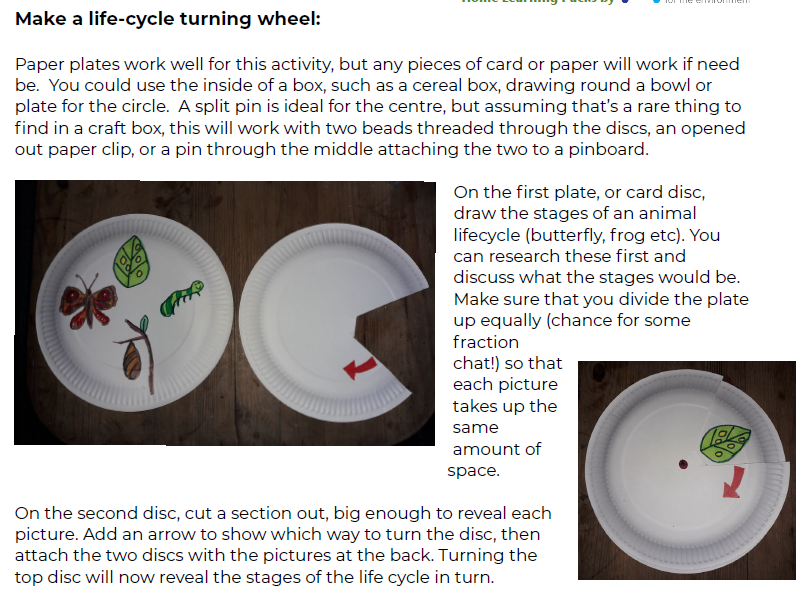 Home Learning Packs by
for the environment
Make a life-cycle turning wheel:
Paper plates work well for this activity, but any pieces of card or paper will work if need
be. You could use the inside of a box, such as a cereal box, drawing round a bowl or
plate for the circle. A split pin is ideal for the centre, but assuming that's a rare thing to
find in a craft box, this will work with two beads threaded through the discs, an opened
out paper clip, or a pin through the middle attaching the two to a pinboard.
On the first plate, or card disc,
draw the stages of an animal
lifecycle (butterfly, frog etc). You
can research these first and
discuss what the stages would be.
Make sure that you divide the plate
up equally (chance for some
fraction
chat!) so that
each picture
takes up the
same
amount of
space.
On the second disc, cut a section out, big enough to reveal each
picture. Add an arrow to show which way to turn the disc, then
attach the two discs with the pictures at the back. Turning the
top disc will now reveal the stages of the life cycle in turn.